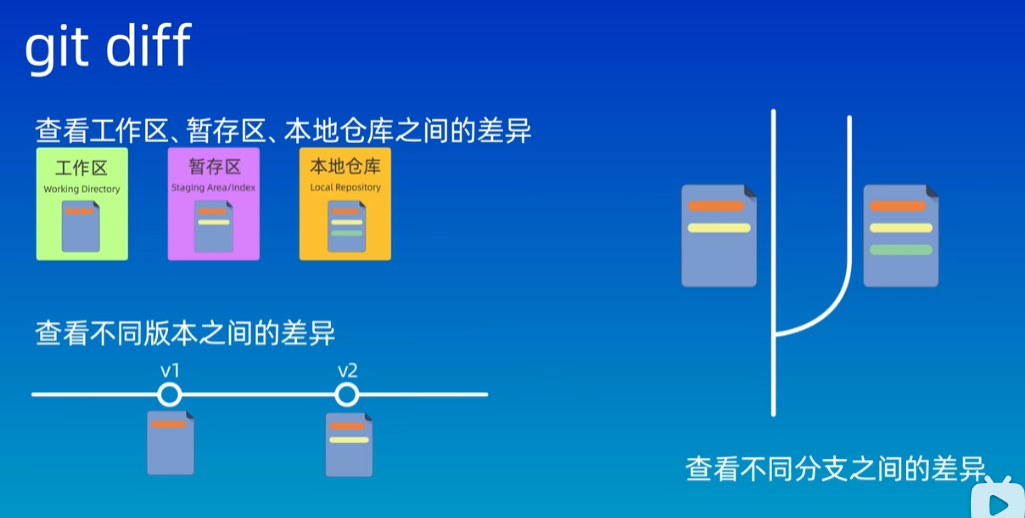 git diff
查看工作区、暂存区、本地仓库之间的差异
工作区
Working Directory
暂存区
Staging Area/Index
本地仓库
Local Repository
查看不同版本之间的差异
v1
v2
查看不同分支之间的差异